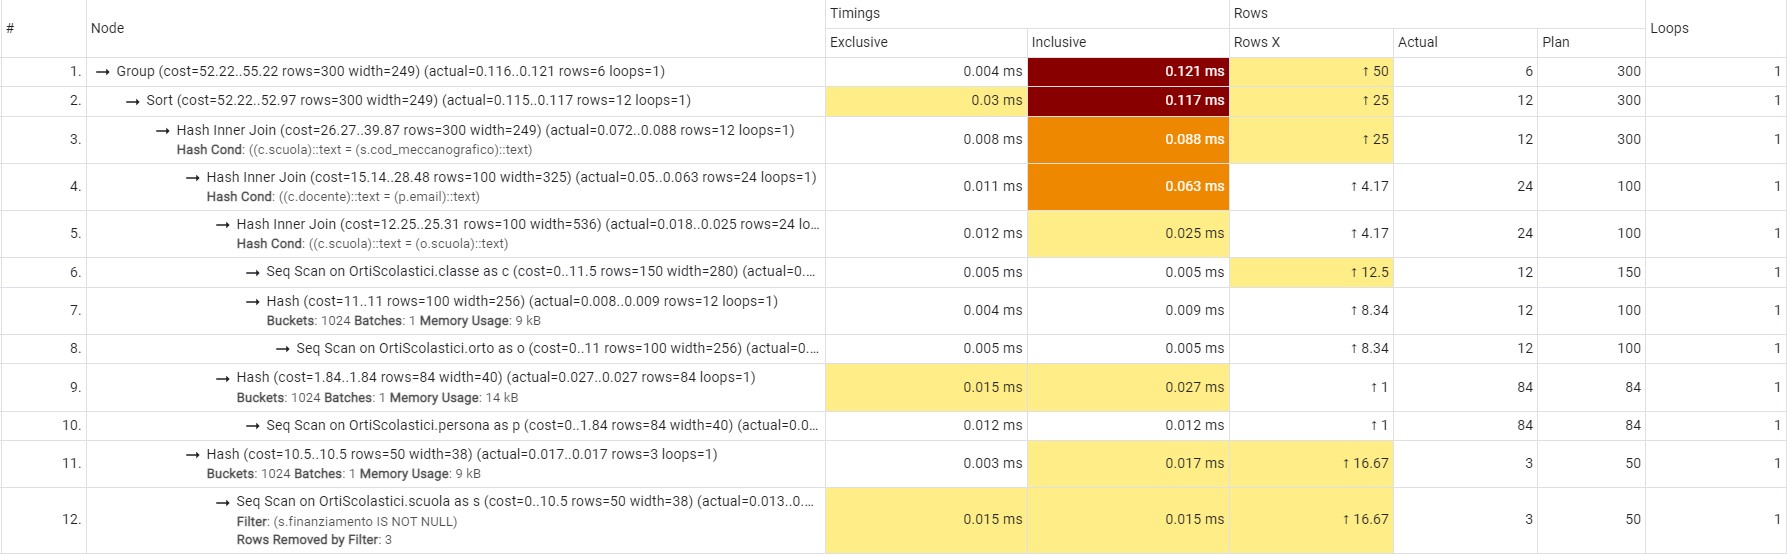 # Node Timings Rows Loops
Exclusive Inclusive Rows X Actual Plan
1. → Group (cost=52.22..55.22 rows=300 width=249) (actual=0.116..0.121 rows=6 loops=1) 0.004 ms 0.121 ms ↑ 50 6 300 1
2. → Sort (cost=52.22..52.97 rows=300 width=249) (actual=0.115..0.117 rows=12 loops=1) 0.03 ms 0.117 ms ↑ 25 12 300 1
3. → Hash Inner Join (cost=26.27..39.87 rows=300 width=249) (actual=0.072..0.088 rows=12 loops=1) 0.008 ms 0.088 ms ↑ 25 12 300 1
Hash Cond: ((c.scuola)::text = (s.cod_meccanografico)::text)
4. → Hash Inner Join (cost=15.14..28.48 rows=100 width=325) (actual=0.05..0.063 rows=24 loops=1) 0.011 ms 0.063 ms ↑ 4.17 24 100 1
Hash Cond: ((c.docente)::text = (p.email)::text)
5. → Hash Inner Join (cost=12.25..25.31 rows=100 width=536) (actual=0.018..0.025 rows=24 lo... 0.012 ms 0.025 ms ↑ 4.17 24 100 1
Hash Cond: ((c.scuola)::text = (o.scuola)::text)
6. → Seq Scan on OrtiScolastici.classe as c (cost=0..11.5 rows=150 width=280) (actual=0.... 0.005 ms 0.005 ms ↑ 12.5 12 150 1
7. → Hash (cost=11..11 rows=100 width=256) (actual=0.008..0.009 rows=12 loops=1) 0.004 ms 0.009 ms ↑ 8.34 12 100 1
Buckets: 1024 Batches: 1 Memory Usage: 9 kB
8. → Seq Scan on OrtiScolastici.orto as o (cost=0..11 rows=100 width=256) (actual=0.... 0.005 ms 0.005 ms ↑ 8.34 12 100 1
9. → Hash (cost=1.84..1.84 rows=84 width=40) (actual=0.027..0.027 rows=84 loops=1) 0.015 ms 0.027 ms ↑ 1 84 84 1
Buckets: 1024 Batches: 1 Memory Usage: 14 kB
10. → Seq Scan on OrtiScolastici.persona as p (cost=0..1.84 rows=84 width=40) (actual=0.0... 0.012 ms 0.012 ms ↑ 1 84 84 1
11. → Hash (cost=10.5..10.5 rows=50 width=38) (actual=0.017..0.017 rows=3 loops=1) 0.003 ms 0.017 ms ↑ 16.67 3 50 1
Buckets: 1024 Batches: 1 Memory Usage: 9 kB
12. → Seq Scan on OrtiScolastici.scuola as s (cost=0..10.5 rows=50 width=38) (actual=0.013..0.... 0.015 ms 0.015 ms ↑ 16.67 3 50 1
Filter: (s.finanziamento IS NOT NULL)
Rows Removed by Filter: 3